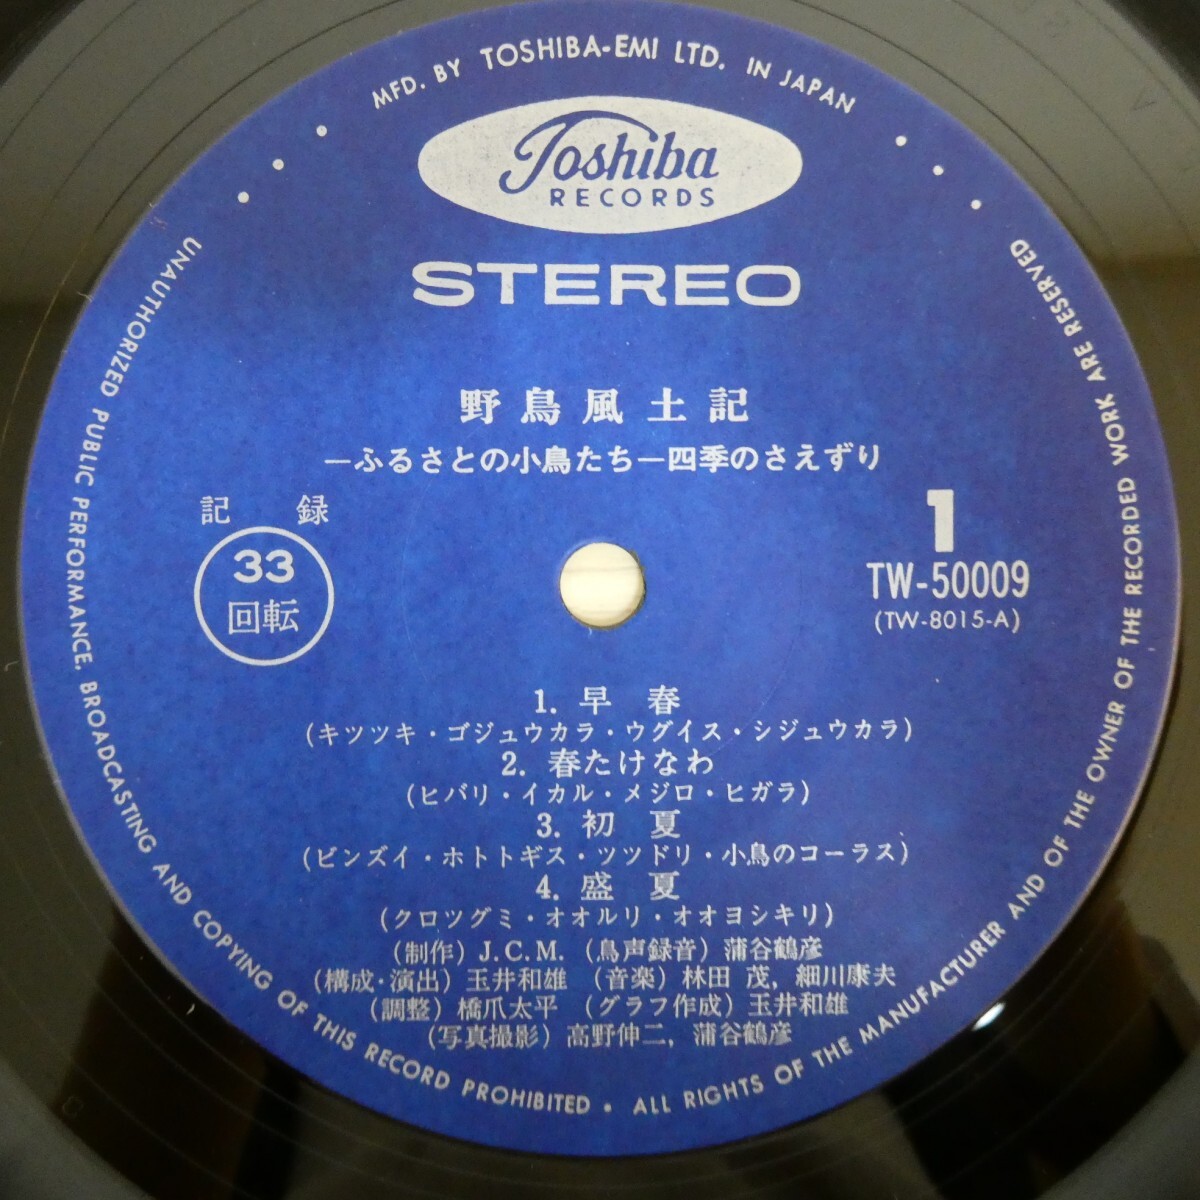 MFD. BY TOSHIBA-EMI LTD. IN JAPAN
Toshiba
RECORDS
STEREO
野鳥風土記
—ふるさとの小鳥たち—四季のさえずり
記録
33
回転
1
TW-50009
(TW-8015-A)
1. 早春
(キツツキ・ゴジュウカラ・ウグイス・シジュウカラ)
2. 春たけなわ
(ヒバリ・イカル・メジロ・ヒガラ)
3. 初夏
(ビンズイ・ホトトギス・ツツドリ・小鳥のコーラス)
4. 盛夏
(クロツグミ・オオルリ・オオヨシキリ)
(制作) J.C.M. (鳥声録音) 蒲谷鶴彦
(構成・演出) 玉井和雄 (音楽) 林田 茂, 細川康夫
(調整) 橋爪太平 (グラフ作成) 玉井和雄
(写真撮影) 高野伸二, 蒲谷鶴彦
UNAUTHORIZED PUBLIC PERFORMANCE, BROADCASTING AND COPYING OF THIS RECORD PROHIBITED • ALL RIGHTS OF THE MANUFACTURER AND OF THE OWNER OF THE RECORDED WORK ARE RESERVED